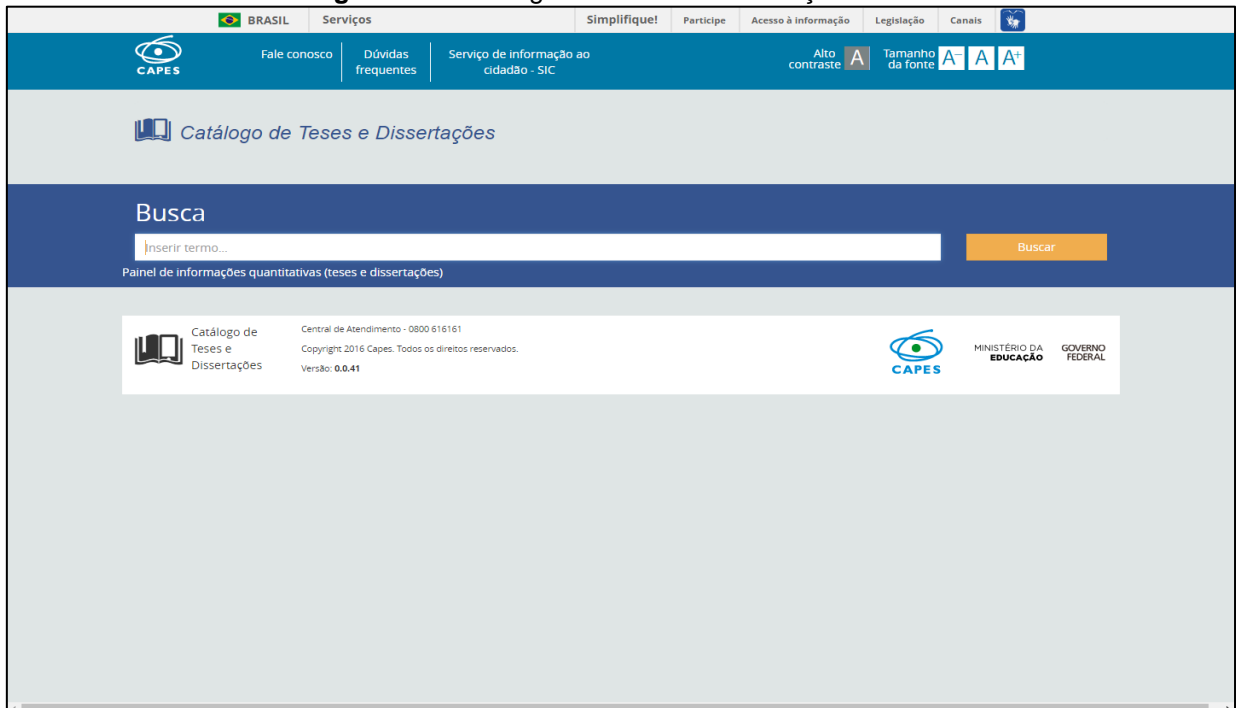 BRASIL Serviços Simplifique! Participe Acesso à informação Legislação Canais
CAPES
Fale conosco
Dúvidas
frequentes
Serviço de informação ao
cidadão - SIC
Alto
contraste A
Tamanho
da fonte A- A A+
Catálogo de Teses e Dissertações
Busca
Inserir termo...
Buscar
Painel de informações quantitativas (teses e dissertações)
Catálogo de
Teses e
Dissertações
Central de Atendimento - 0800 616161
Copyright 2016 Capes. Todos os direitos reservados.
Versão: 0.0.41
CAPES
MINISTÉRIO DA
EDUCAÇÃO
GOVERNO
FEDERAL